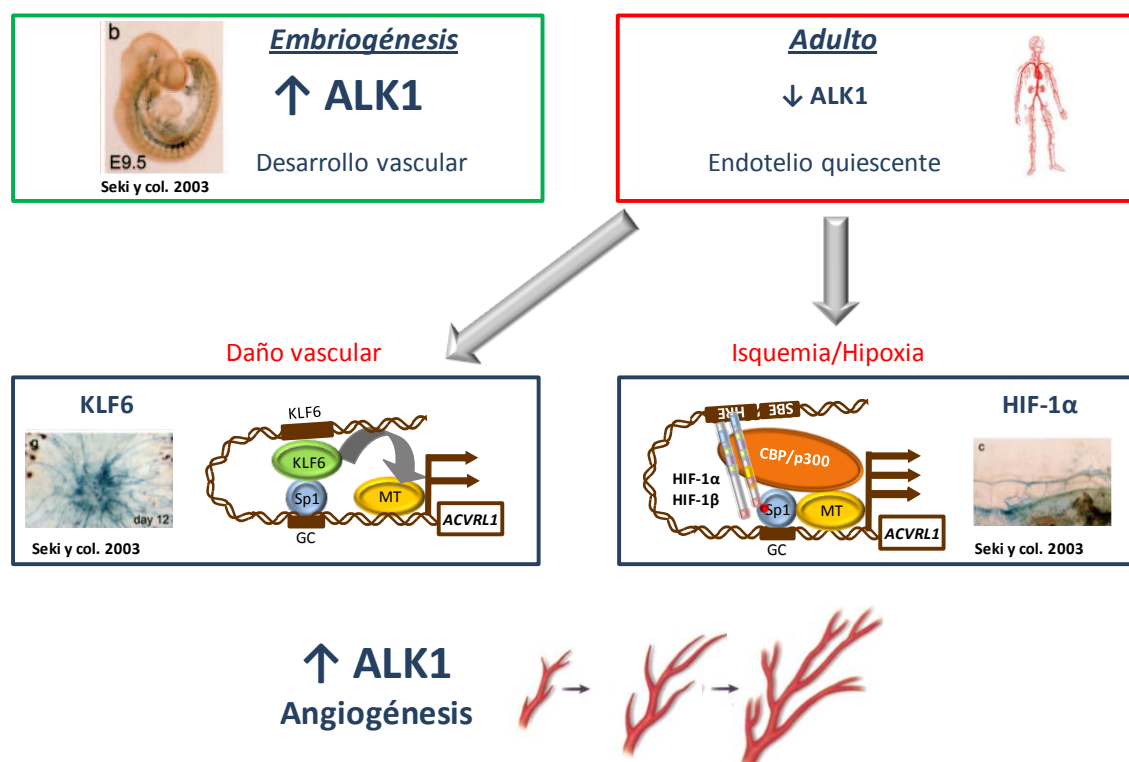 b
Embriogénesis
↑ ALK1
Desarrollo vascular
E9.5
Seki y col. 2003
Adulto
↓ ALK1
Endotelio quiescente
Daño vascular
Isquemia/Hipoxia
KLF6
g
day 12
Seki y col. 2003
KLF6
KLF6
Sp1
MT
GC
ACVRL1
HRE
SBE
CBP/p300
HIF-1α
HIF-1β
Sp1
MT
GC
ACVRL1
HIF-1α
c
Seki y col. 2003
↑ ALK1
Angiogénesis